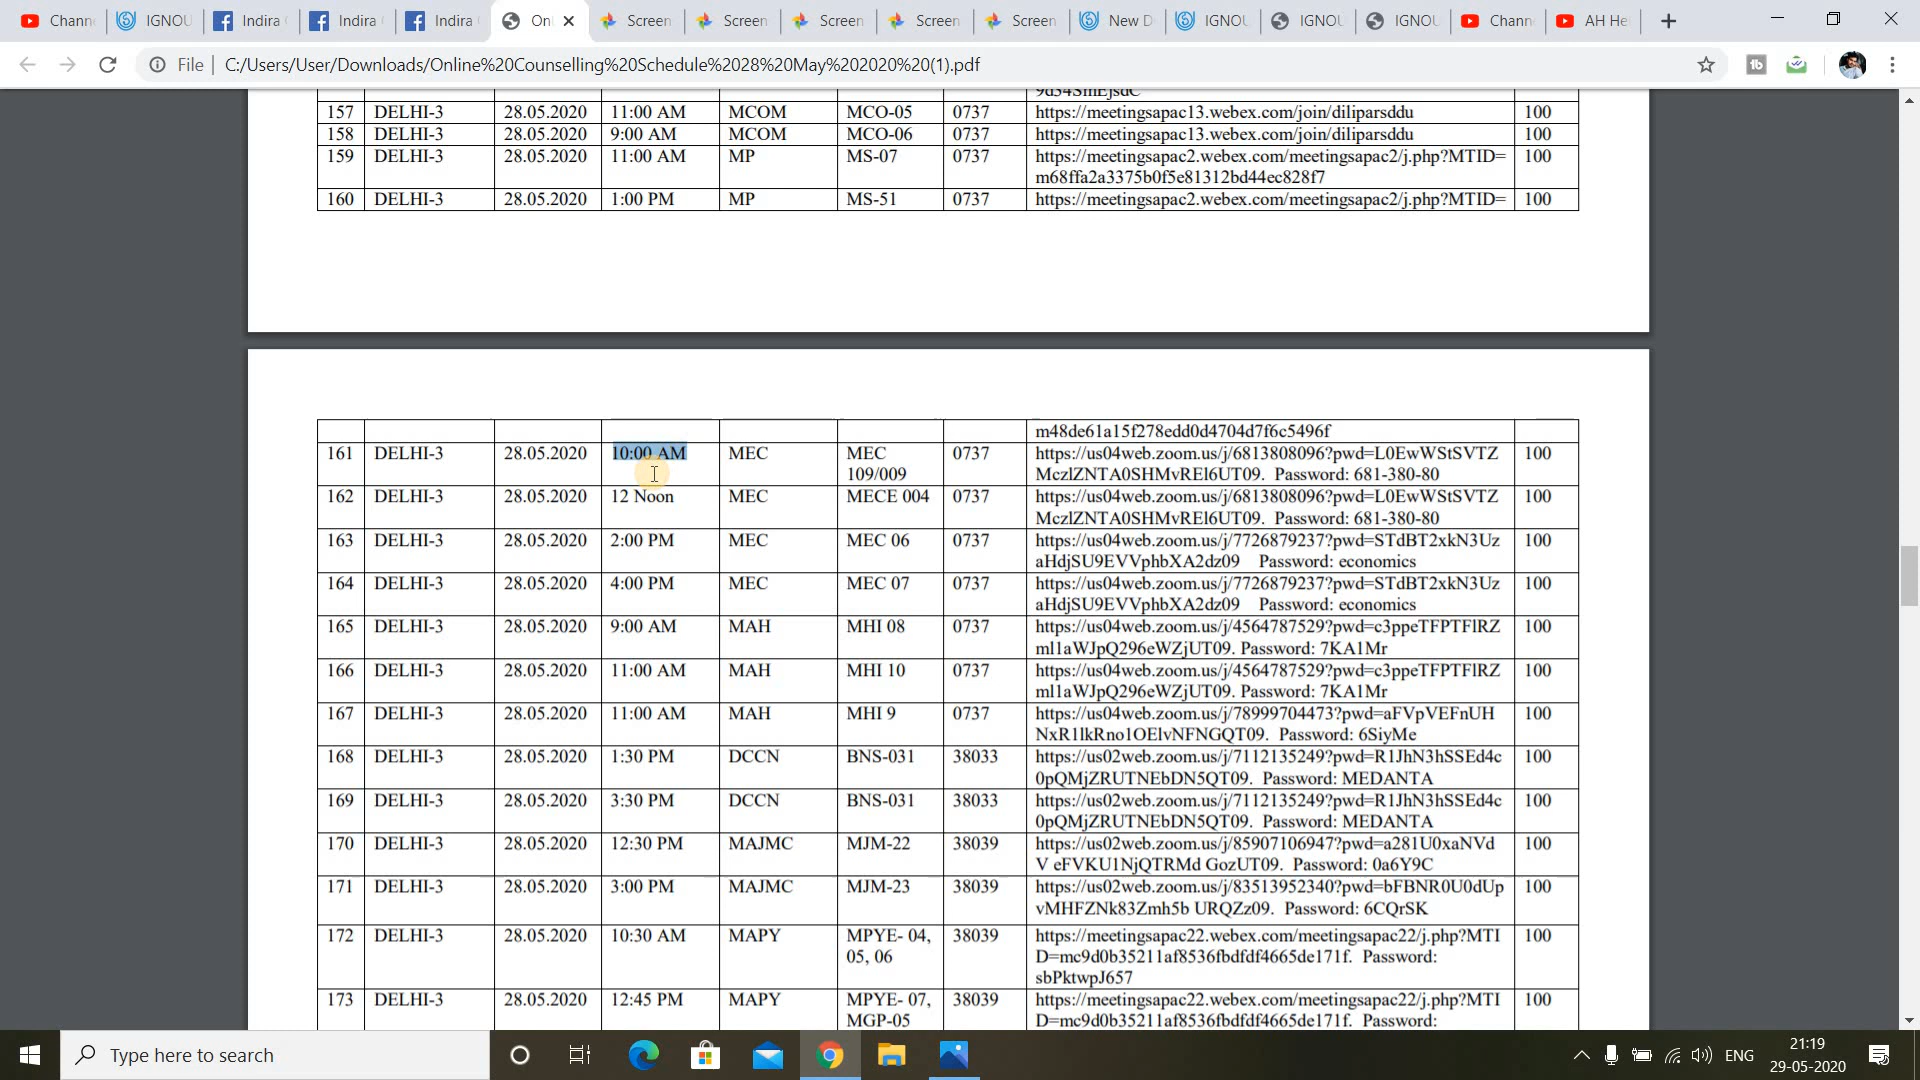 Chann
IGNOU
Indira
Indira
Indira
On
Screen
Screen
Screen
Screen
Screen
New D
IGNOU
IGNOU
IGNOU
Chann
AH He
File | C:/Users/User/Downloads/Online%20Counselling%20Schedule%2028%20May%202020%20(1).pdf
157 DELHI-3 28.05.2020 11:00 AM MCOM MCO-05 0737 https://meetingsapac13.webex.com/join/diliparsddu 100
158 DELHI-3 28.05.2020 9:00 AM MCOM MCO-06 0737 https://meetingsapac13.webex.com/join/diliparsddu 100
159 DELHI-3 28.05.2020 11:00 AM MP MS-07 0737 https://meetingsapac2.webex.com/meetingsapac2/j.php?MTID= 100
m68ffa2a3375b0f5e81312bd44ec828f7
160 DELHI-3 28.05.2020 1:00 PM MP MS-51 0737 https://meetingsapac2.webex.com/meetingsapac2/j.php?MTID= 100
m48de61a15f278edd0d4704d7f6c5496f
161 DELHI-3 28.05.2020 10:00 AM MEC MEC 0737 https://us04web.zoom.us/j/6813808096?pwd=L0EwWStSVTZ 100
109/009 MczlZNTA0SHMvREl6UT09. Password: 681-380-80
162 DELHI-3 28.05.2020 12 Noon MEC MECE 004 0737 https://us04web.zoom.us/j/6813808096?pwd=L0EwWStSVTZ 100
MczlZNTA0SHMvREl6UT09. Password: 681-380-80
163 DELHI-3 28.05.2020 2:00 PM MEC MEC 06 0737 https://us04web.zoom.us/j/7726879237?pwd=STdBT2xkN3Uz 100
aHdjSU9EVVphbXA2dz09 Password: economics
164 DELHI-3 28.05.2020 4:00 PM MEC MEC 07 0737 https://us04web.zoom.us/j/7726879237?pwd=STdBT2xkN3Uz 100
aHdjSU9EVVphbXA2dz09 Password: economics
165 DELHI-3 28.05.2020 9:00 AM MAH MHI 08 0737 https://us04web.zoom.us/j/4564787529?pwd=c3ppeTFPTFlRZ 100
ml1aWJpQ296eWZjUT09. Password: 7KA1Mr
166 DELHI-3 28.05.2020 11:00 AM MAH MHI 10 0737 https://us04web.zoom.us/j/4564787529?pwd=c3ppeTFPTFlRZ 100
ml1aWJpQ296eWZjUT09. Password: 7KA1Mr
167 DELHI-3 28.05.2020 11:00 AM MAH MHI 9 0737 https://us04web.zoom.us/j/78999704473?pwd=aFVpVEFnUH 100
NxR1lkRno1OElvNFNGQT09. Password: 6SiyMe
168 DELHI-3 28.05.2020 1:30 PM DCCN BNS-031 38033 https://us02web.zoom.us/j/7112135249?pwd=R1JhN3hSSEd4c 100
0pQMjZRUTNEbDN5QT09. Password: MEDANTA
169 DELHI-3 28.05.2020 3:30 PM DCCN BNS-031 38033 https://us02web.zoom.us/j/7112135249?pwd=R1JhN3hSSEd4c 100
0pQMjZRUTNEbDN5QT09. Password: MEDANTA
170 DELHI-3 28.05.2020 12:30 PM MAJMC MJM-22 38039 https://us02web.zoom.us/j/85907106947?pwd=a281U0xaNVd 100
V eFVKU1NjQTRMd GozUT09. Password: 0a6Y9C
171 DELHI-3 28.05.2020 3:00 PM MAJMC MJM-23 38039 https://us02web.zoom.us/j/83513952340?pwd=bFBNR0U0dUp 100
vMHFZNk83Zmh5b URQZz09. Password: 6CQrSK
172 DELHI-3 28.05.2020 10:30 AM MAPY MPYE- 04, 38039 https://meetingsapac22.webex.com/meetingsapac22/j.php?MTI 100
05, 06 D=mc9d0b35211af8536fbdfdf4665de171f. Password:
sbPktwpJ657
173 DELHI-3 28.05.2020 12:45 PM MAPY MPYE- 07, 38039 https://meetingsapac22.webex.com/meetingsapac22/j.php?MTI 100
MGP-05 D=mc9d0b35211af8536fbdfdf4665de171f. Password:
Type here to search
ENG
21:19
29-05-2020